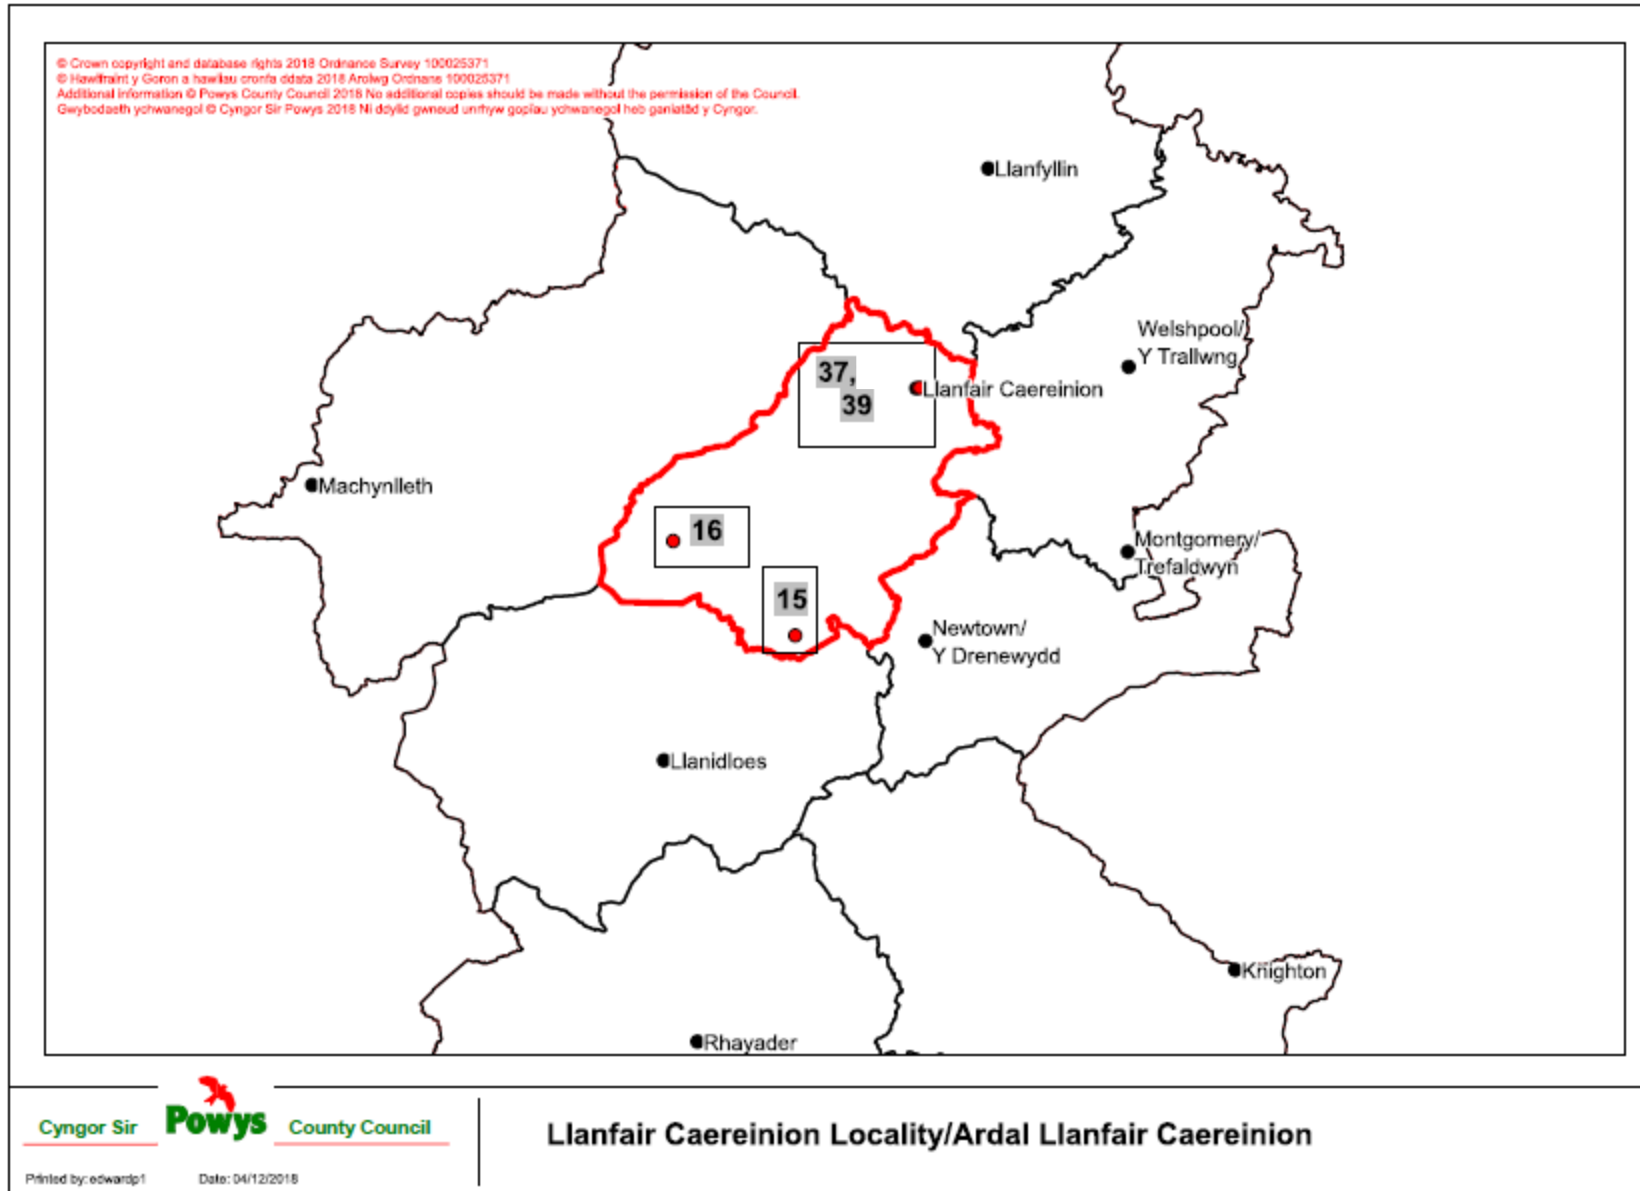 © Crown copyright and database rights 2018 Ordnance Survey 100025371
© Hawlfraint y Goron a hawliau cronfa ddata 2018 Arolwg Ordnans 100025371
Additional information © Powys County Council 2018 No additional copies should be made without the permission of the Council.
Gwybodaeth ychwanegol © Cyngor Sir Powys 2018 Ni ddylid gwneud unrhyw gopïau ychwanegol heb ganiatâd y Cyngor.
Llanfyllin
Welshpool/
Y Trallwng
37,
39
Llanfair Caereinion
Machynlleth
16
Montgomery/
Trefaldwyn
15
Newtown/
Y Drenewydd
Llanidloes
Knighton
Rhayader
Cyngor Sir Powys County Council
Llanfair Caereinion Locality/Ardal Llanfair Caereinion
Printed by: edwardp1 Date: 04/12/2018